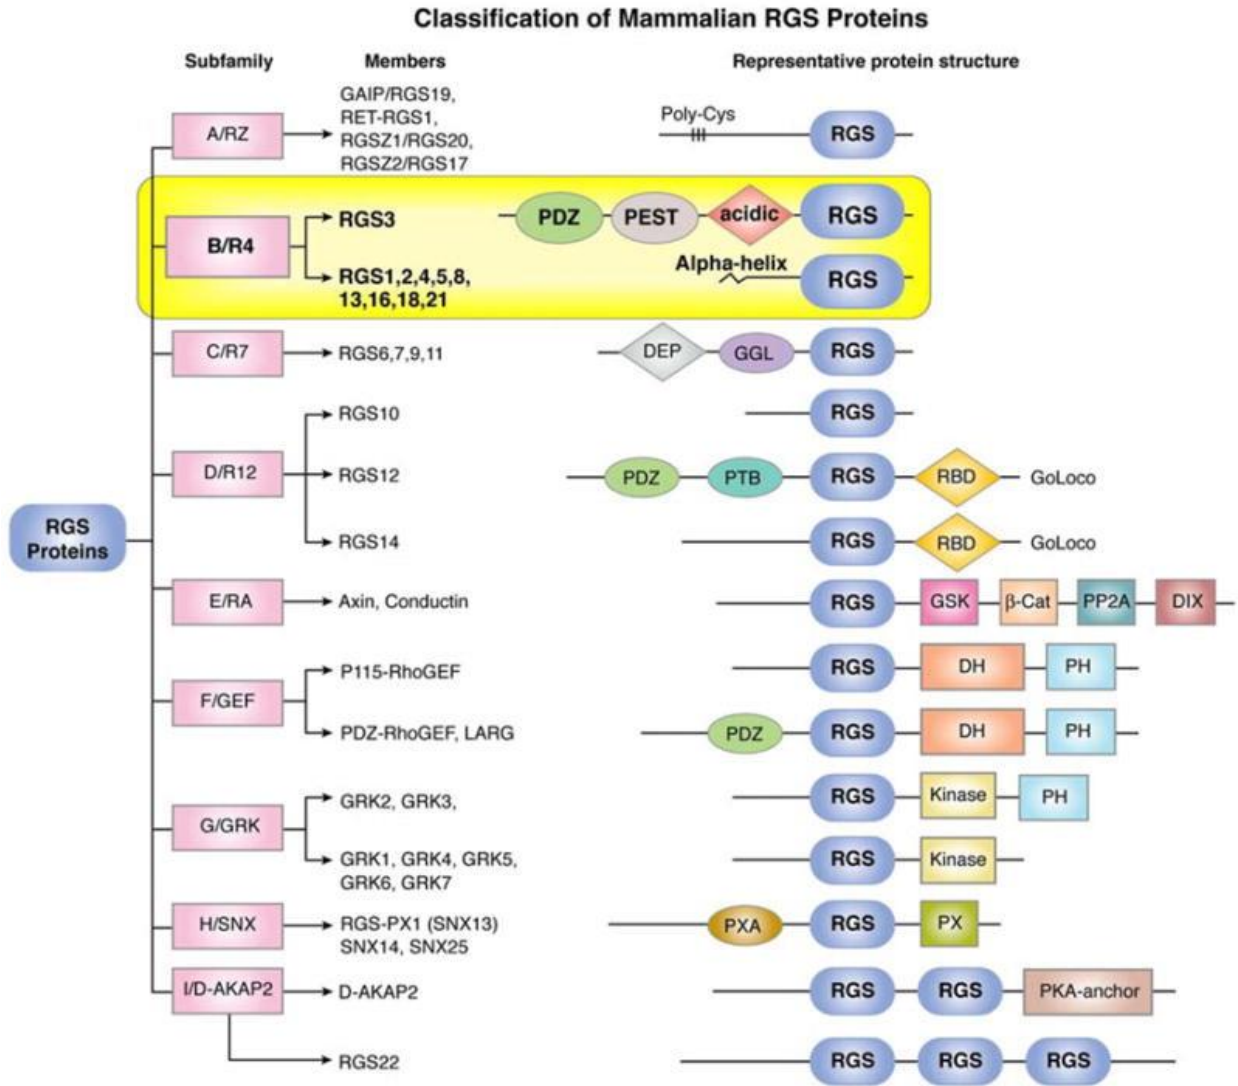 Classification of Mammalian RGS Proteins
Subfamily Members Representative protein structure
A/RZ
GAIP/RGS19,
RET-RGS1,
RGSZ1/RGS20,
RGSZ2/RGS17
Poly-Cys
RGS
B/R4
RGS3
PDZ PEST acidic RGS
RGS1,2,4,5,8,
13,16,18,21
Alpha-helix
RGS
C/R7
RGS6,7,9,11
DEP GGL RGS
D/R12
RGS10
RGS
RGS12
PDZ PTB RGS RBD GoLoco
RGS14
RGS RBD GoLoco
RGS
Proteins
E/RA
Axin, Conductin
RGS GSK β-Cat PP2A DIX
F/GEF
P115-RhoGEF
RGS DH PH
PDZ-RhoGEF, LARG
PDZ RGS DH PH
G/GRK
GRK2, GRK3,
RGS Kinase PH
GRK1, GRK4, GRK5,
GRK6, GRK7
RGS Kinase
H/SNX
RGS-PX1 (SNX13)
SNX14, SNX25
PXA RGS PX
I/D-AKAP2
D-AKAP2
RGS RGS PKA-anchor
RGS22
RGS RGS RGS